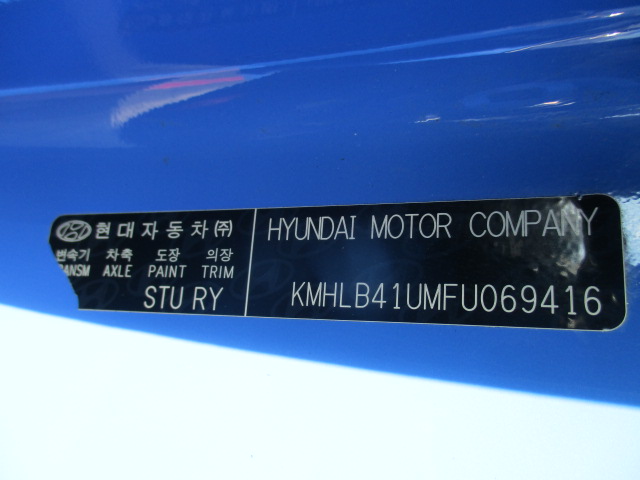 현대자동차㈜
변속기 차축 도장 의장
ANSM AXLE PAINT TRIM
STU RY
HYUNDAI MOTOR COMPANY
KMHLB41UMFU069416